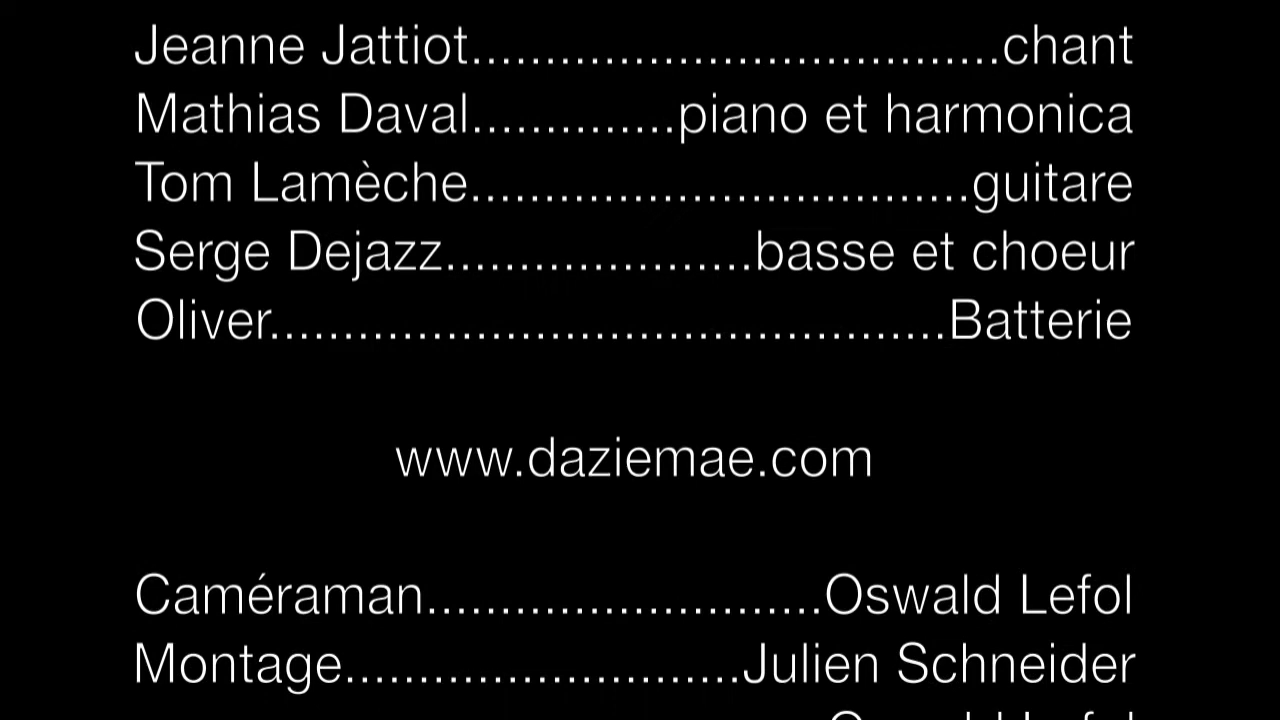 Jeanne Jattiot....................................chant
Mathias Daval..............piano et harmonica
Tom Lamèche..................................guitare
Serge Dejazz.....................basse et choeur
Oliver...............................................Batterie
www.daziemae.com
Caméraman...........................Oswald Lefol
Montage...........................Julien Schneider